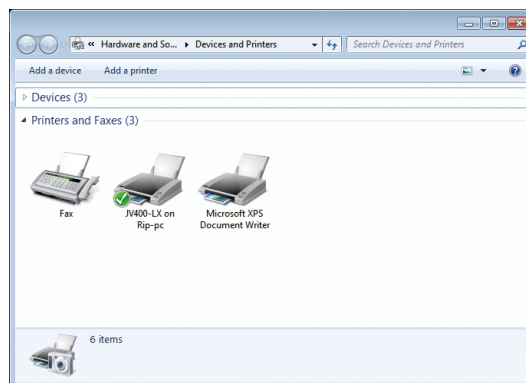 « Hardware and So... ▸ Devices and Printers
Search Devices and Printers
Add a device Add a printer
Devices (3)
Printers and Faxes (3)
Fax
JV400-LX on
Rip-pc
Microsoft XPS
Document Writer
6 items